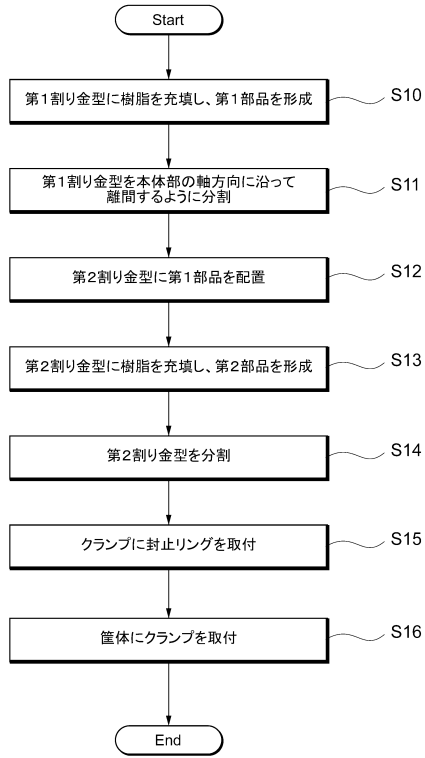 Start
第1割り金型に樹脂を充填し、第1部品を形成
S10
第1割り金型を本体部の軸方向に沿って
離間するように分割
S11
第2割り金型に第1部品を配置
S12
第2割り金型に樹脂を充填し、第2部品を形成
S13
第2割り金型を分割
S14
クランプに封止リングを取付
S15
筐体にクランプを取付
S16
End